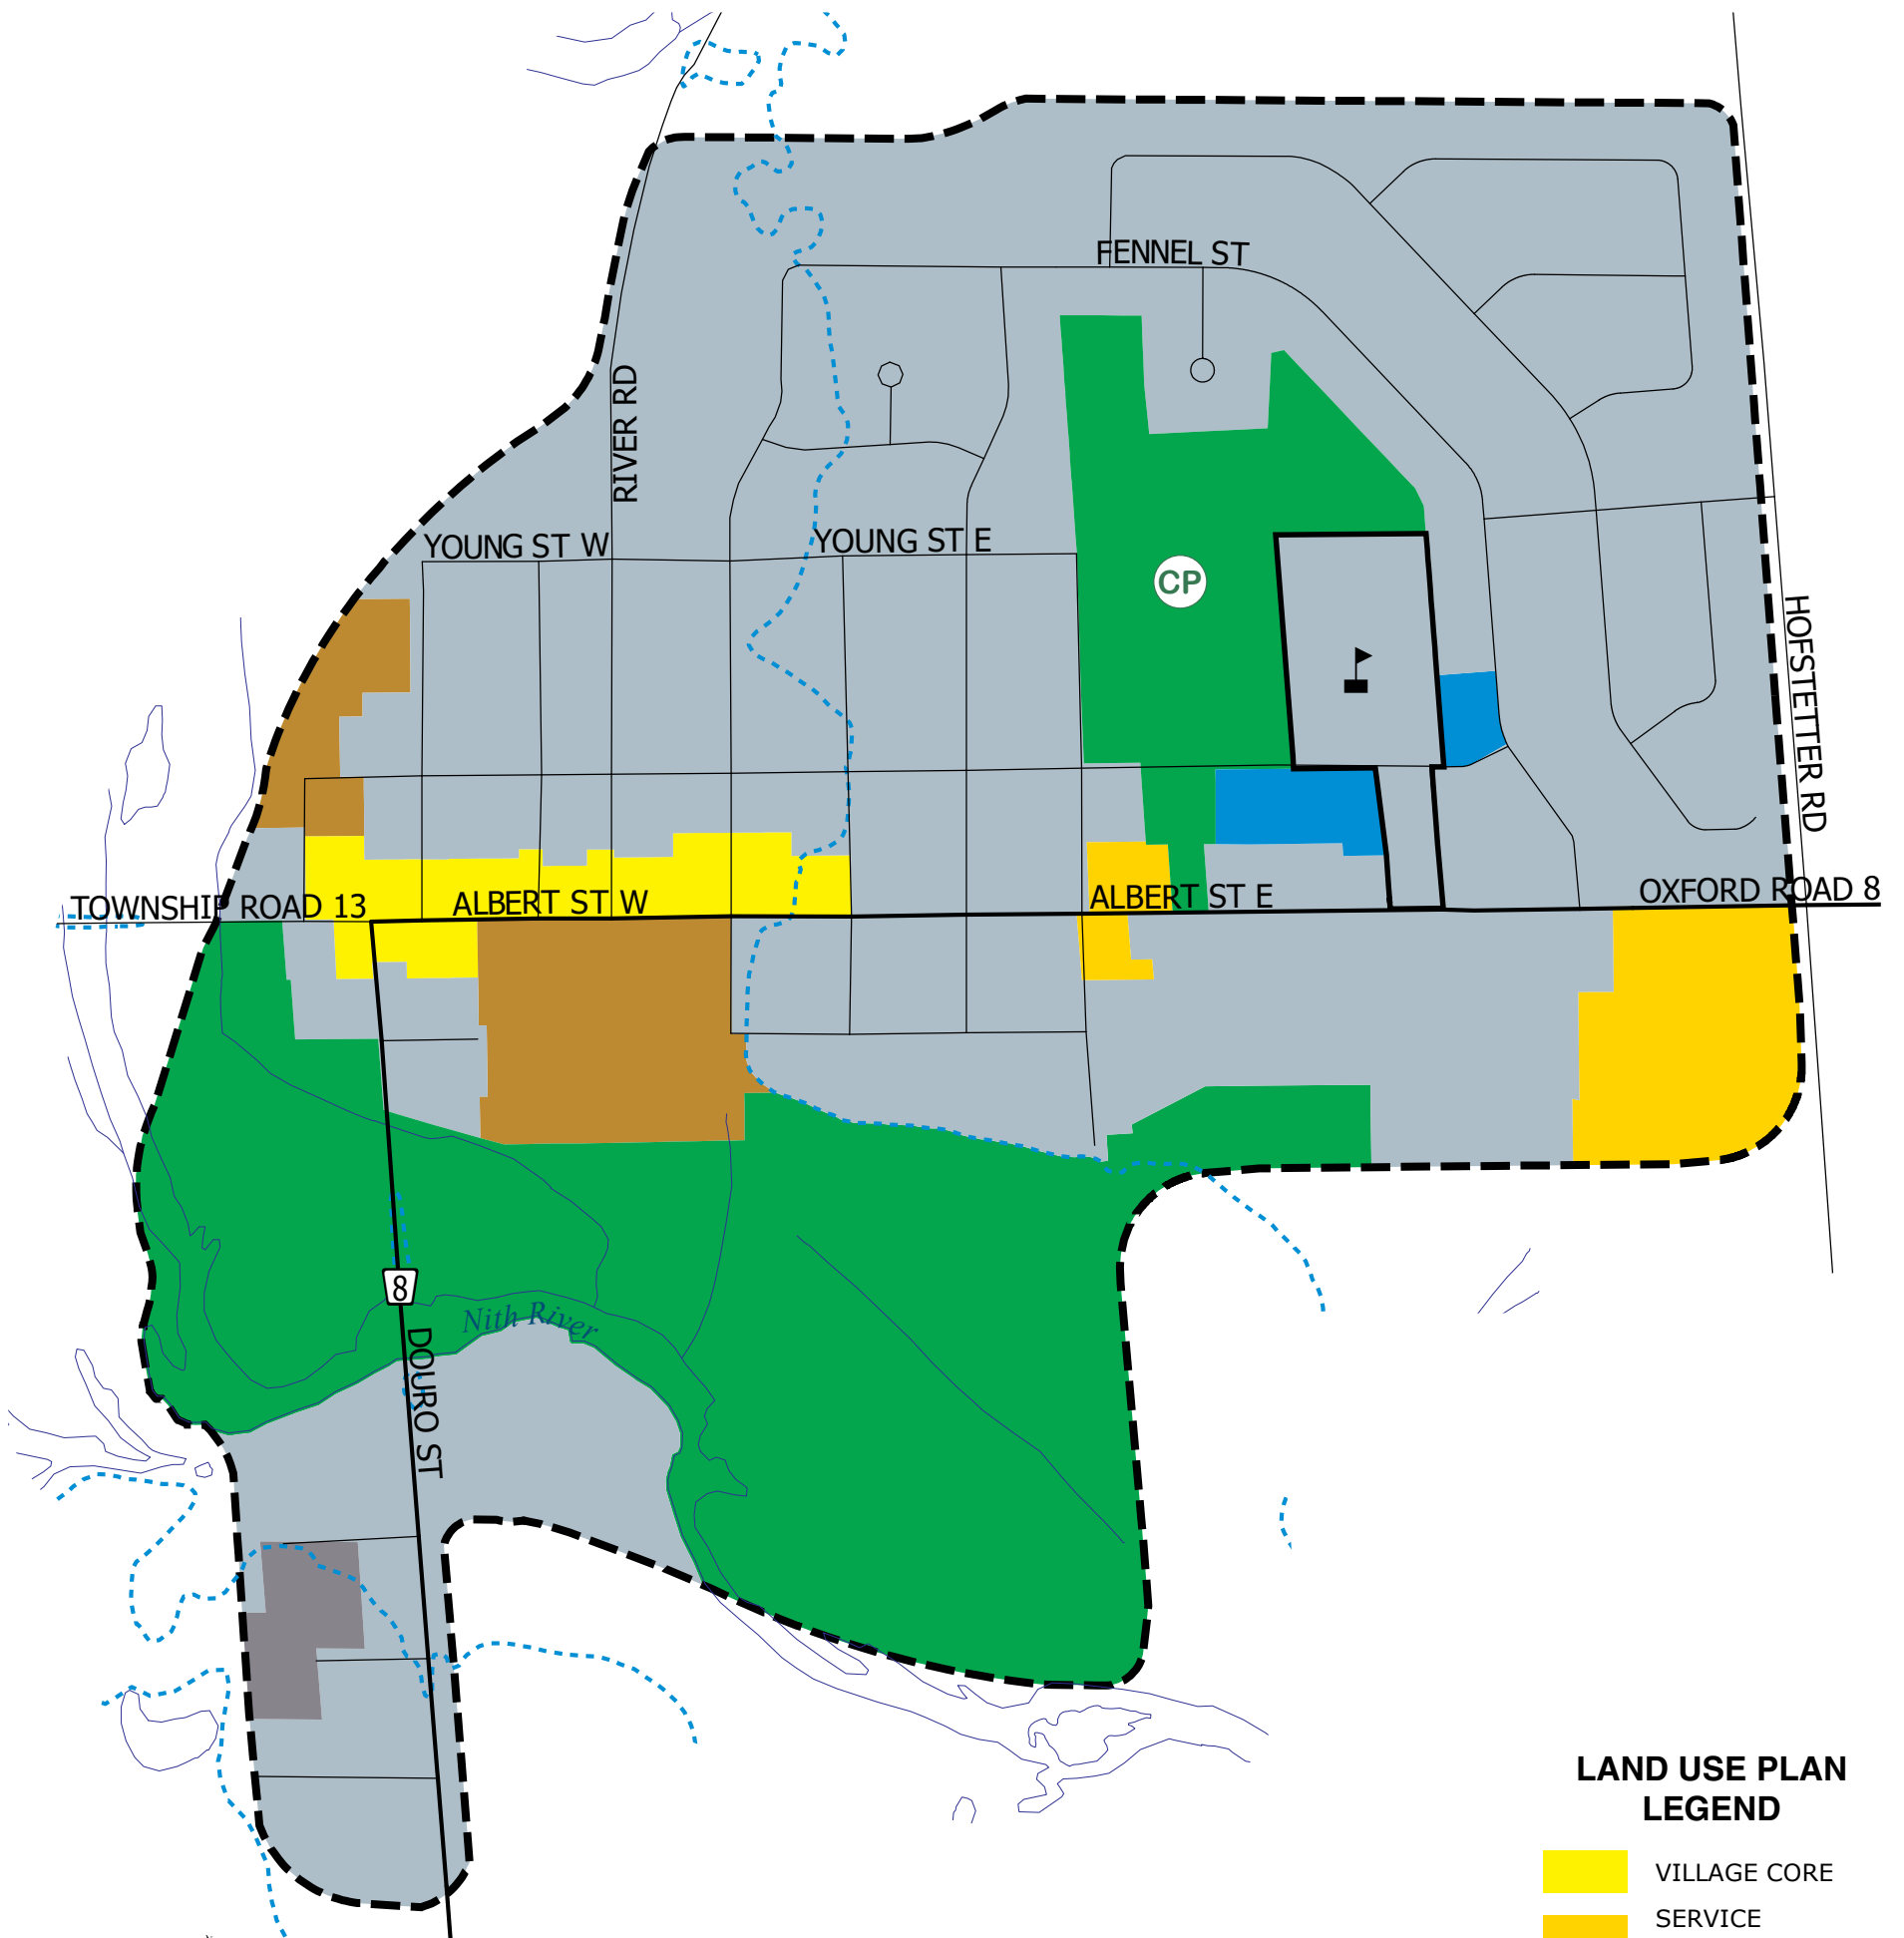 FENNEL ST
RIVER RD
YOUNG ST W
YOUNG ST E
CP
HOFSTETTER RD
TOWNSHIP ROAD 13
ALBERT ST W
ALBERT ST E
OXFORD ROAD 8
8
Nith River
DOURO ST
LAND USE PLAN
LEGEND
VILLAGE CORE
SERVICE